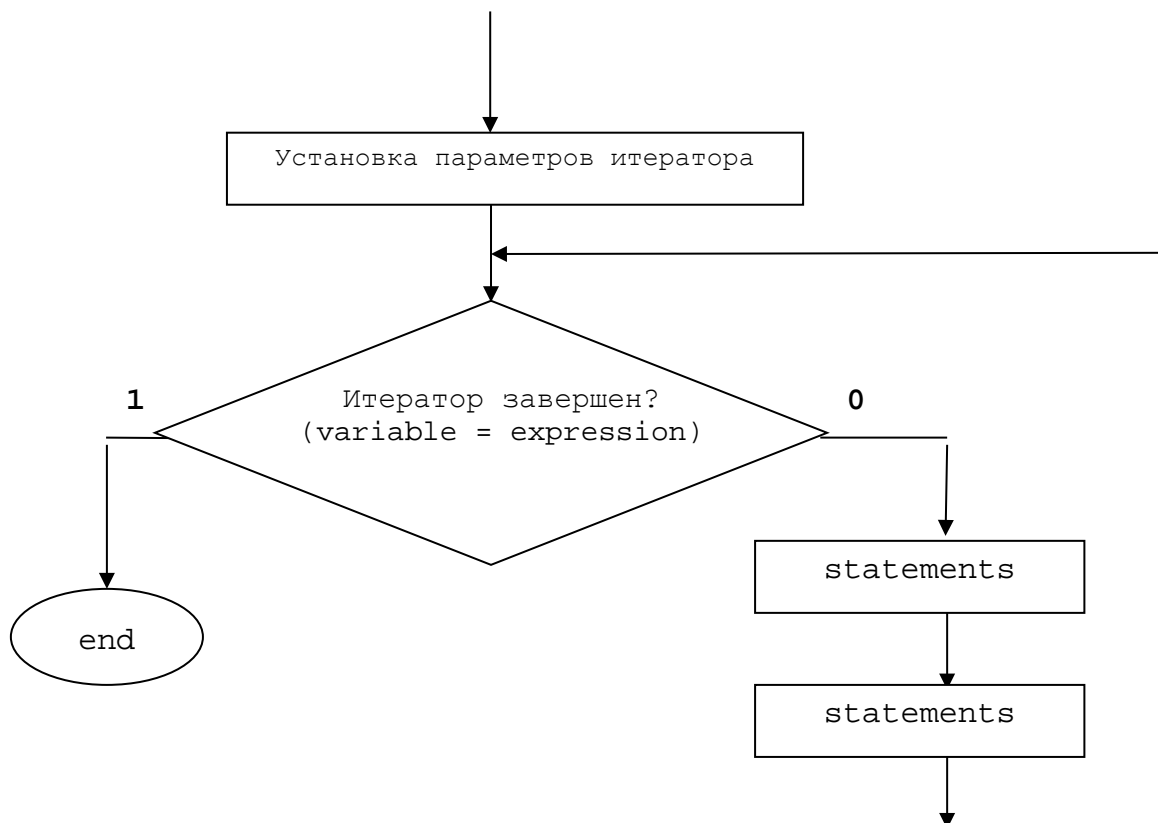 Установка параметров итератора
1
Итератор завершен?
0
(variable = expression)
statements
end
statements